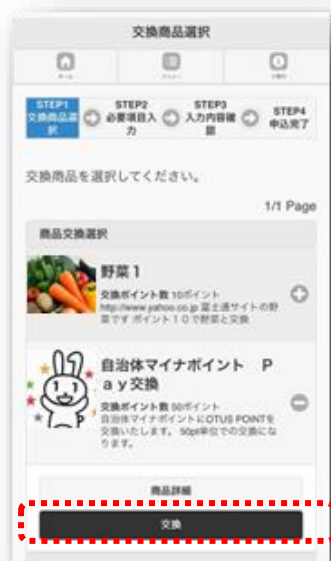 交換商品選択
ホーム
メニュー
STEP1
交換商品選
択
STEP2
必要項目入
力
STEP3
入力内容確
認
STEP4
申込完了
交換商品を選択してください。
1/1 Page
商品交換選択
野菜1
交換ポイント数 10ポイント
http://www.yahoo.co.jp 富士通サイトの野
菜です ポイント10で野菜と交換
自治体マイナポイント P
ay交換
交換ポイント数 50ポイント
自治体マイナポイントにOTUS POINTを
交換いたします。 50pt単位での交換にな
ります。
商品詳細
交換